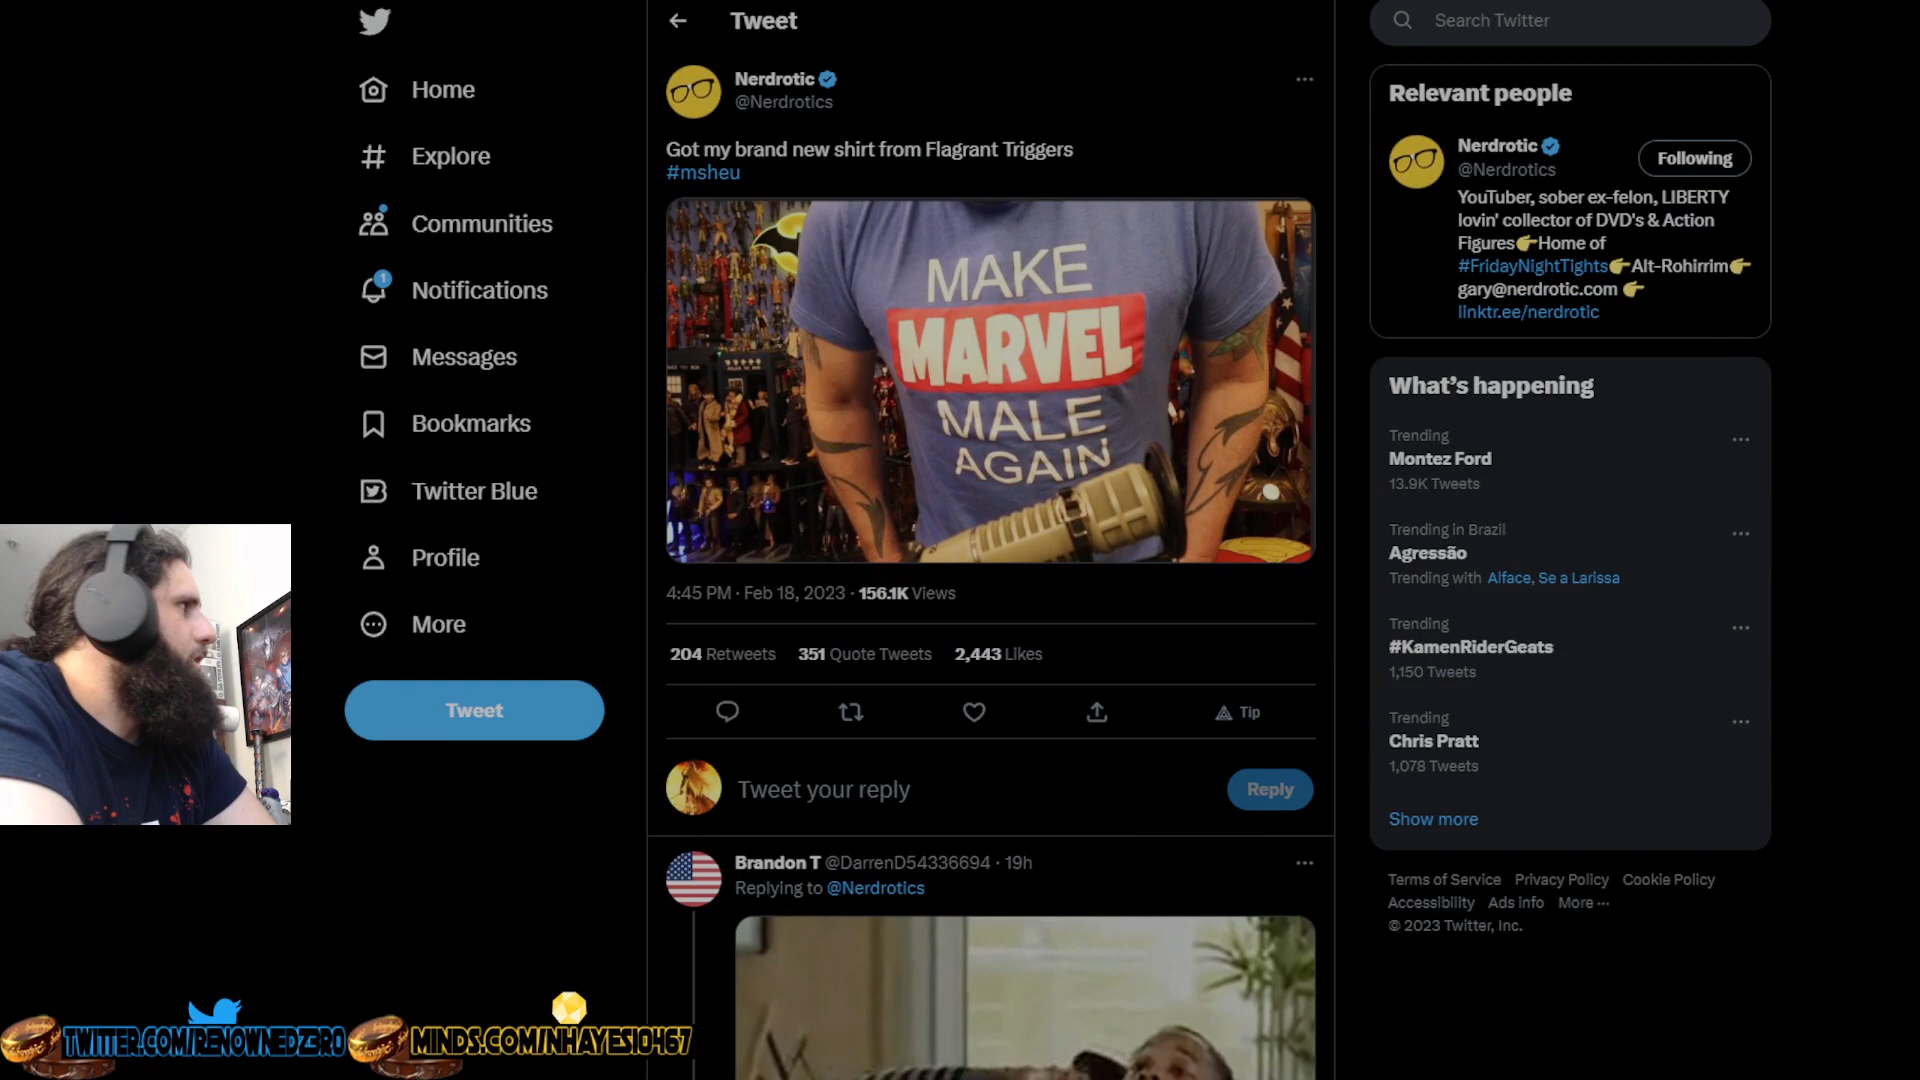 Home
Explore
Communities
1
Notifications
Messages
Bookmarks
Twitter Blue
Profile
More
Tweet
Tweet
Nerdrotic
@Nerdrotics
Got my brand new shirt from Flagrant Triggers
#msheu
MAKE
MARVEL
MALE
AGAIN
4:45 PM · Feb 18, 2023 · 156.1K Views
204 Retweets 351 Quote Tweets 2,443 Likes
Tip
Tweet your reply
Reply
Brandon T @DarrenD54336694 · 19h
Replying to @Nerdrotics
Search Twitter
Relevant people
Nerdrotic
@Nerdrotics
Following
YouTuber, sober ex-felon, LIBERTY
lovin' collector of DVD's & Action
Figures👉Home of
#FridayNightTights👉Alt-Rohirrim👉
gary@nerdrotic.com 👉
linktr.ee/nerdrotic
What's happening
Trending
Montez Ford
13.9K Tweets
Trending in Brazil
Agressão
Trending with Alface, Se a Larissa
Trending
#KamenRiderGeats
1,150 Tweets
Trending
Chris Pratt
1,078 Tweets
Show more
Terms of Service Privacy Policy Cookie Policy
Accessibility Ads info More ···
© 2023 Twitter, Inc.
TWITTER.COM/RENOWNEDZ3R0
MINDS.COM/NHAYES10467